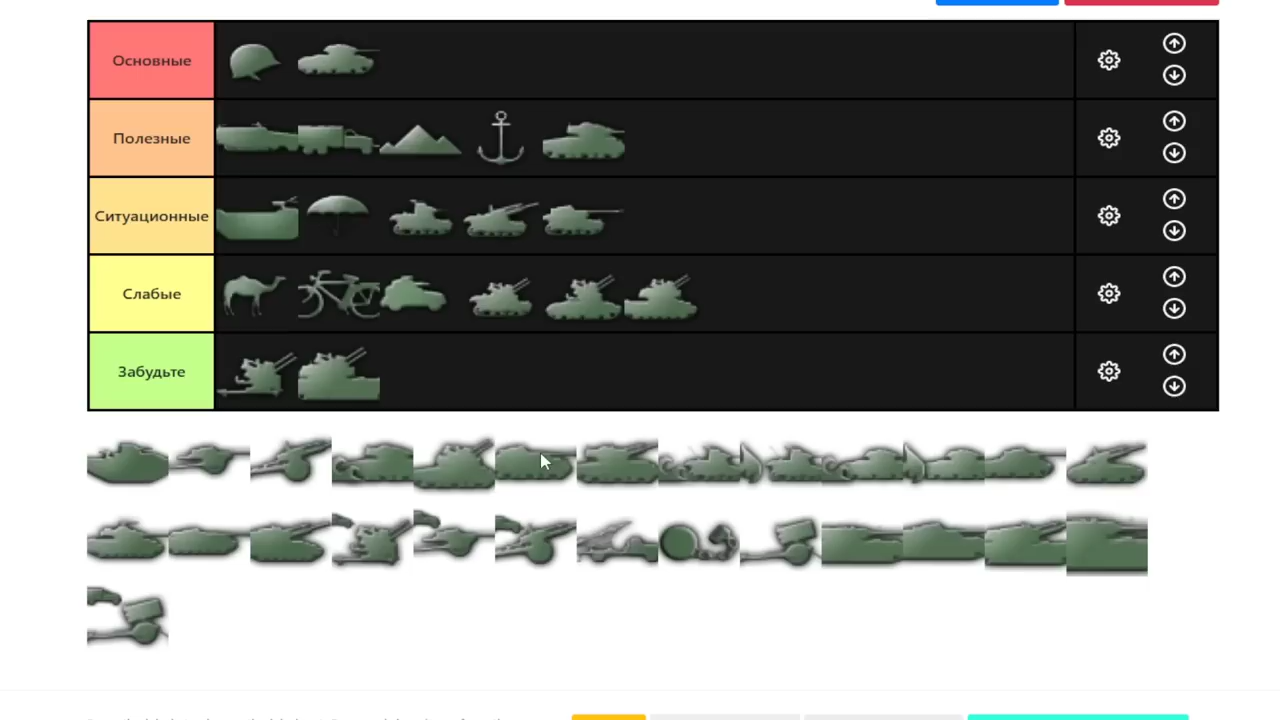 Основные
Полезные
Ситуационные
Слабые
Забудьте